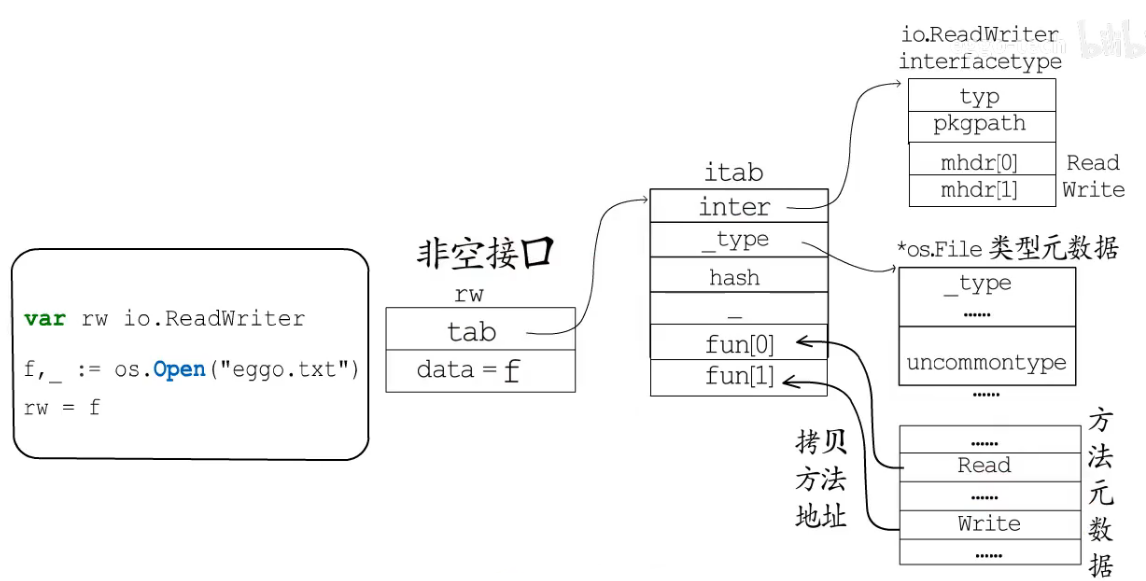 var rw io.ReadWriter
f,_ := os.Open("eggo.txt")
rw = f
非空接口
rw
tab
data = f
itab
inter
_type
hash
_
fun[0]
fun[1]
拷贝
方法
地址
io.ReadWriter
interfacetype
typ
pkgpath
mhdr[0] Read
mhdr[1] Write
*os.File 类型元数据
_type
......
uncommontype
......
......
Read
......
Write
......
方法元数据